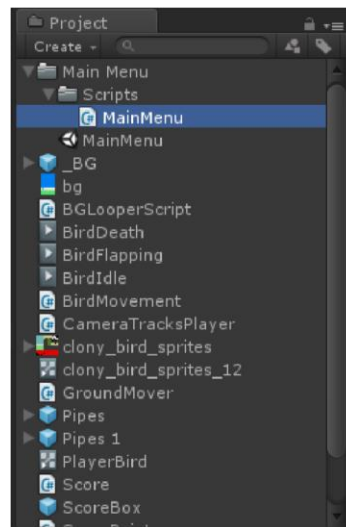 Project
Create
Main Menu
Scripts
MainMenu
MainMenu
_BG
bg
BGLooperScript
BirdDeath
BirdFlapping
BirdIdle
BirdMovement
CameraTracksPlayer
clony_bird_sprites
clony_bird_sprites_12
GroundMover
Pipes
Pipes 1
PlayerBird
Score
ScoreBox